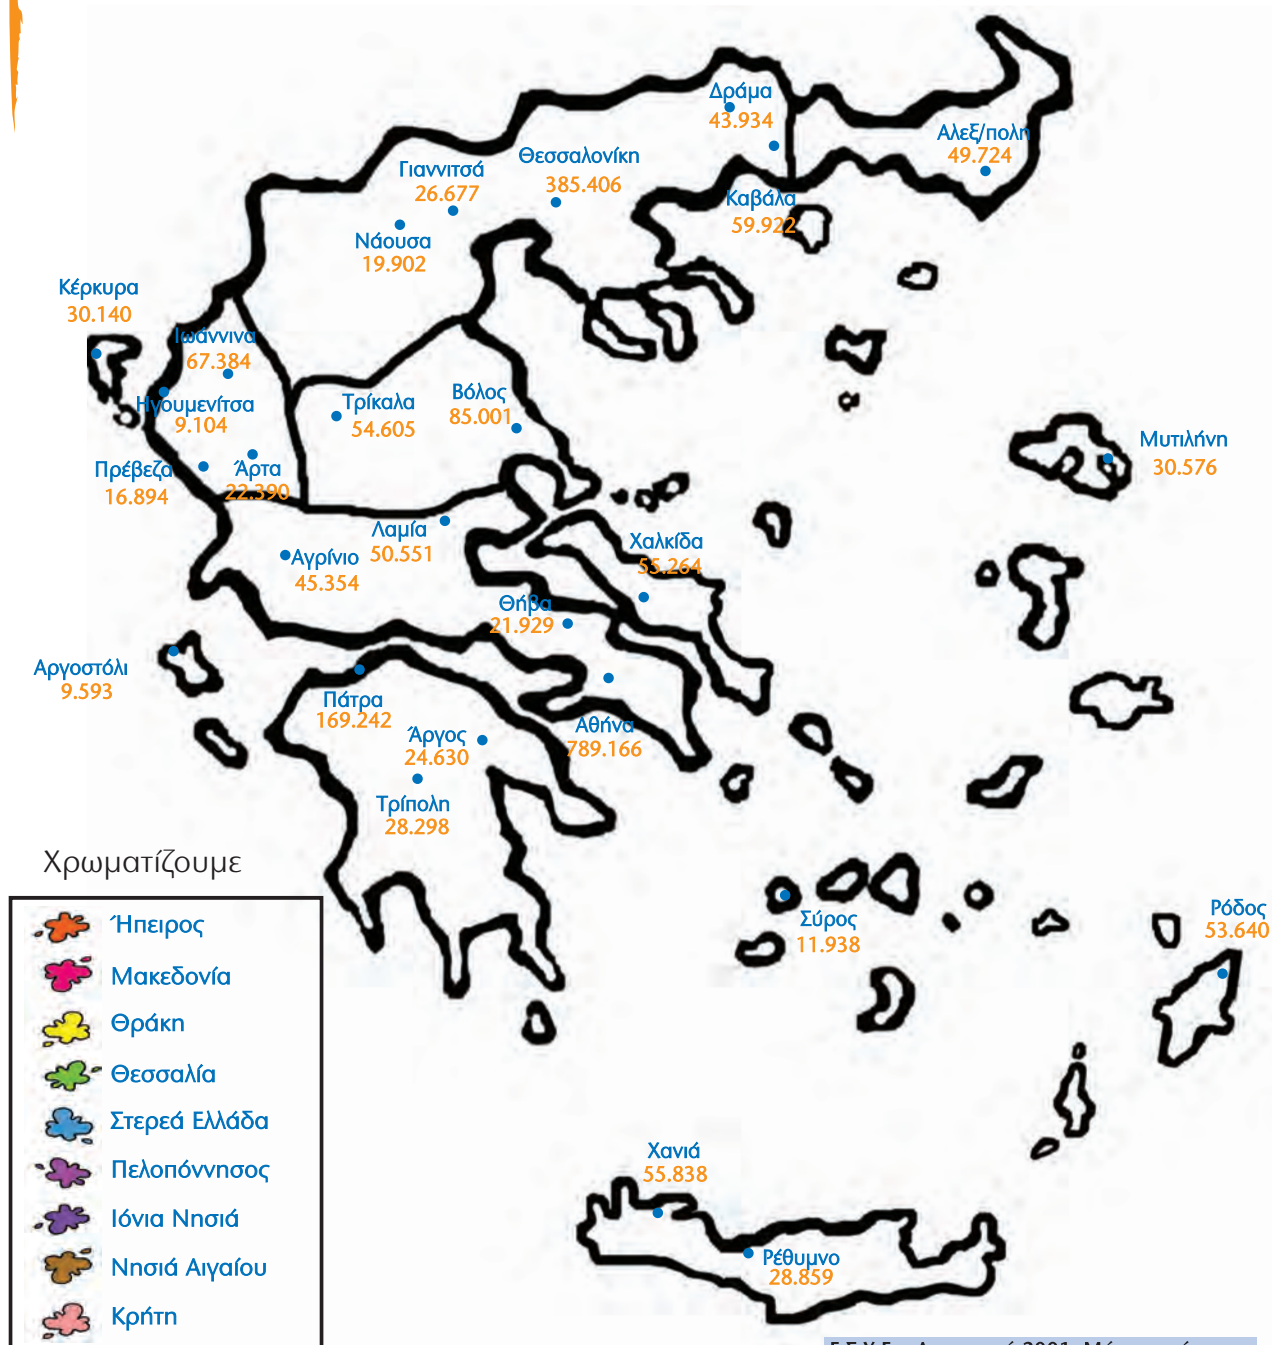 Δράμα
43.934
Αλεξ/πολη
49.724
Θεσσαλονίκη
385.406
Γιαννιτσά
26.677
Καβάλα
59.922
Νάουσα
19.902
Κέρκυρα
30.140
Ιωάννινα
67.384
Ηγουμενίτσα
9.104
Τρίκαλα
54.605
Βόλος
85.001
Μυτιλήνη
30.576
Πρέβεζα
16.894
Άρτα
22.390
Λαμία
50.551
Αγρίνιο
45.354
Χαλκίδα
55.264
Θήβα
21.929
Αργοστόλι
9.593
Πάτρα
169.242
Άργος
24.630
Αθήνα
789.166
Τρίπολη
28.298
Χρωματίζουμε
Ήπειρος
Μακεδονία
Θράκη
Θεσσαλία
Στερεά Ελλάδα
Πελοπόννησος
Ιόνια Νησιά
Νησιά Αιγαίου
Κρήτη
Σύρος
11.938
Ρόδος
53.640
Χανιά
55.838
Ρέθυμνο
28.859